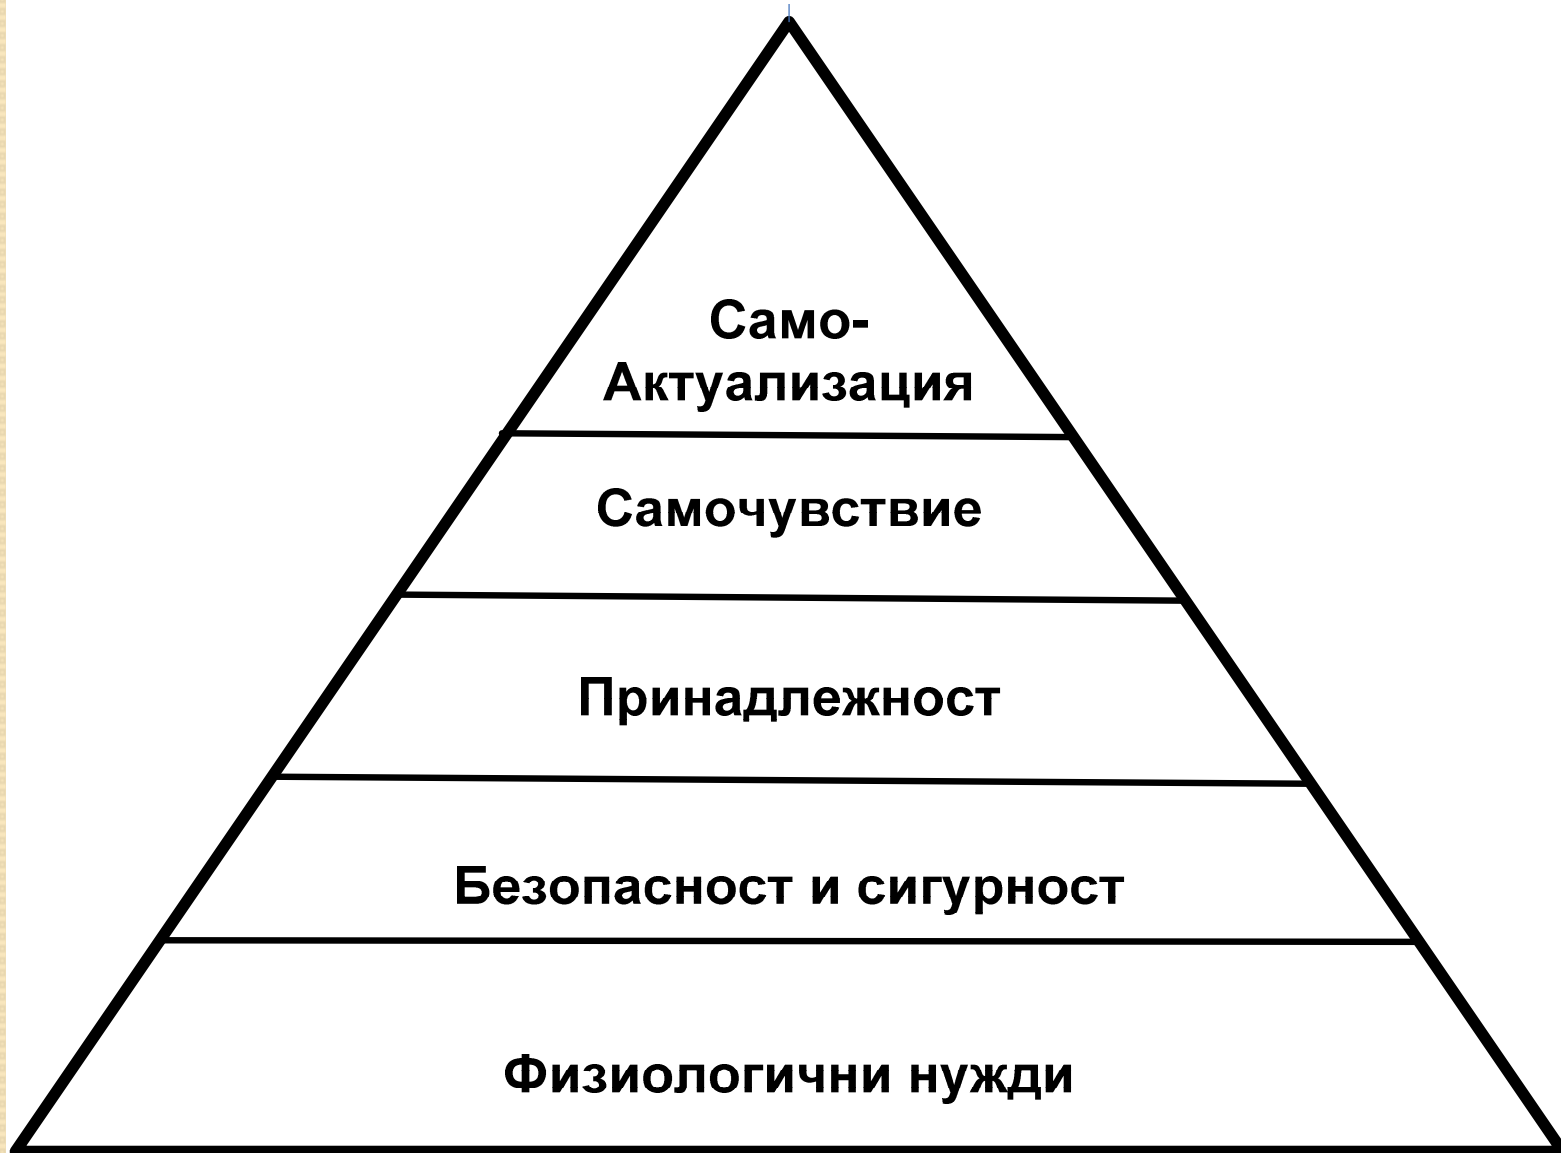 Само-
Актуализация
Самочувствие
Принадлежност
Безопасност и сигурност
Физиологични нужди